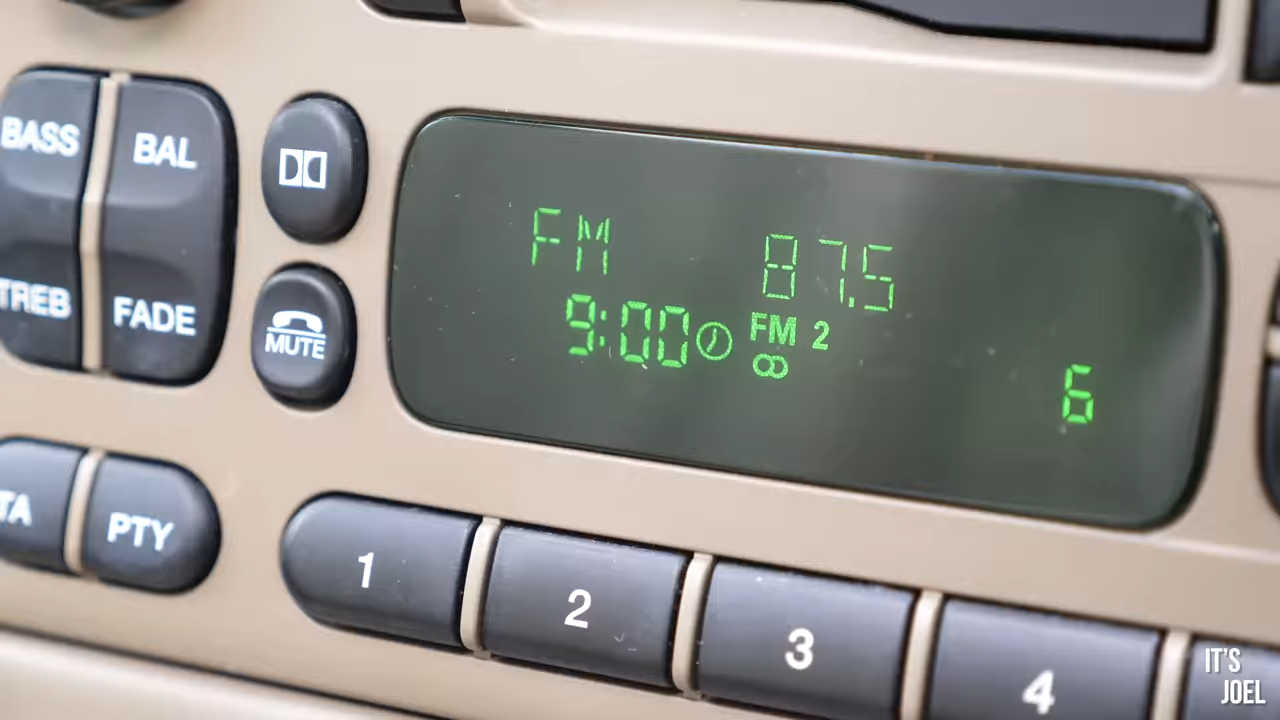 BASS BAL
TREB FADE
MUTE
FM 87.5
9:00 FM 2
6
TA PTY
1 2 3 4
IT'S
JOEL